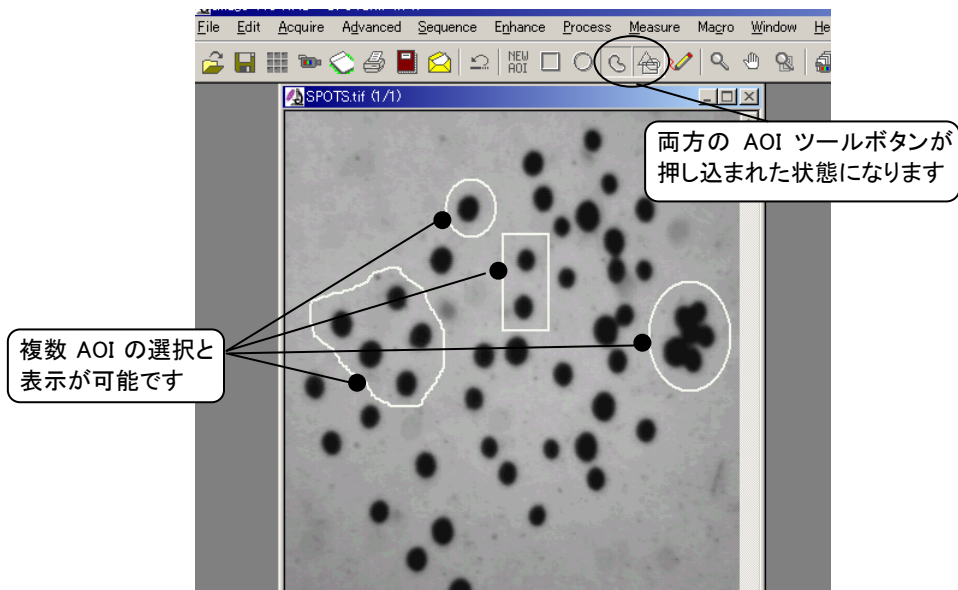 File Edit Acquire Advanced Sequence Enhance Process Measure Macro Window He
NEW
AOI
SPOTS.tif (1/1)
両方の AOI ツールボタンが
押し込まれた状態になります
複数 AOI の選択と
表示が可能です